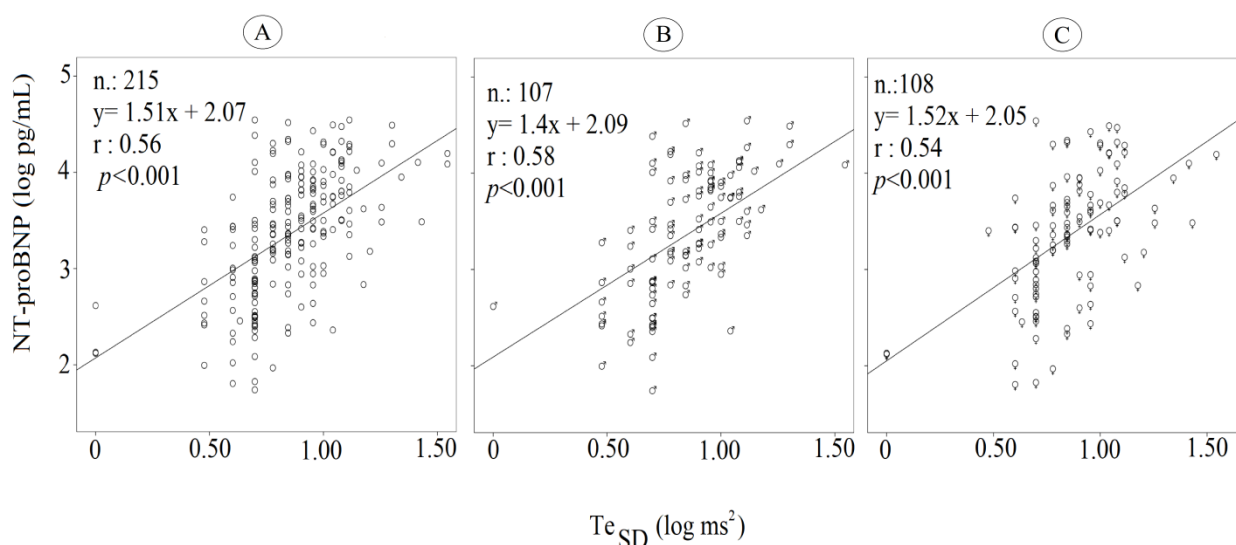 A
B
C
NT-proBNP (log pg/mL)
5
4
3
2
n.: 215
y= 1.51x + 2.07
r : 0.56
p<0.001
n.: 107
y= 1.4x + 2.09
r : 0.58
p<0.001
n.:108
y= 1.52x + 2.05
r : 0.54
p<0.001
0 0.50 1.00 1.50
0 0.50 1.00 1.50
0 0.50 1.00 1.50
Te SD (log ms²)